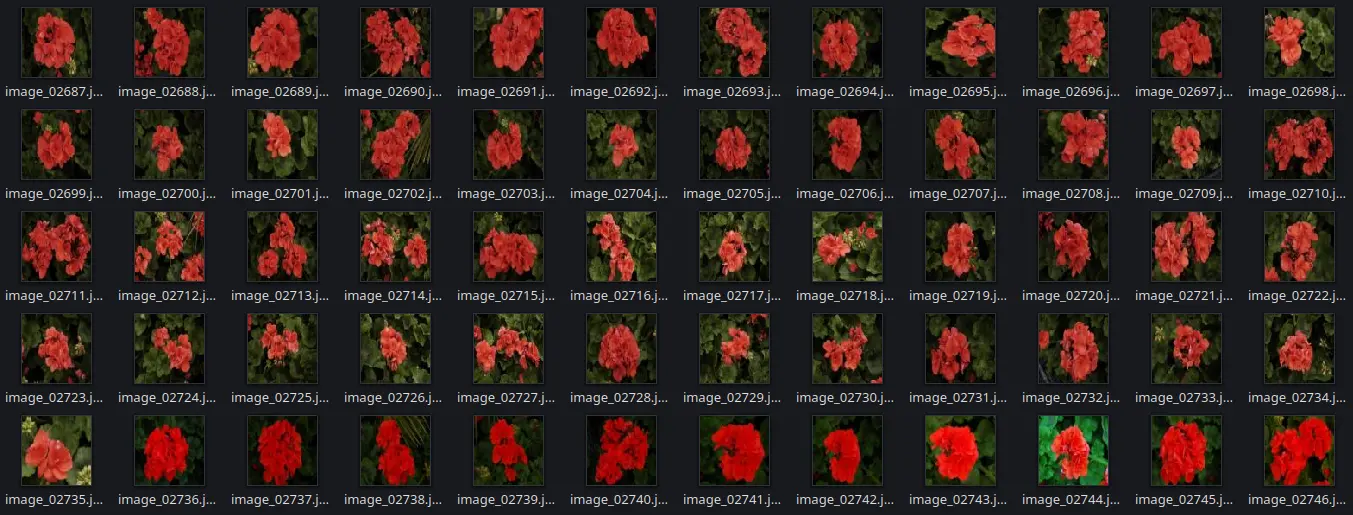 image_02687.j... image_02688.j... image_02689.j... image_02690.j... image_02691.j... image_02692.j... image_02693.j... image_02694.j... image_02695.j... image_02696.j... image_02697.j... image_02698.j...
image_02699.j... image_02700.j... image_02701.j... image_02702.j... image_02703.j... image_02704.j... image_02705.j... image_02706.j... image_02707.j... image_02708.j... image_02709.j... image_02710.j...
image_02711.j... image_02712.j... image_02713.j... image_02714.j... image_02715.j... image_02716.j... image_02717.j... image_02718.j... image_02719.j... image_02720.j... image_02721.j... image_02722.j...
image_02723.j... image_02724.j... image_02725.j... image_02726.j... image_02727.j... image_02728.j... image_02729.j... image_02730.j... image_02731.j... image_02732.j... image_02733.j... image_02734.j...
image_02735.j... image_02736.j... image_02737.j... image_02738.j... image_02739.j... image_02740.j... image_02741.j... image_02742.j... image_02743.j... image_02744.j... image_02745.j... image_02746.j...